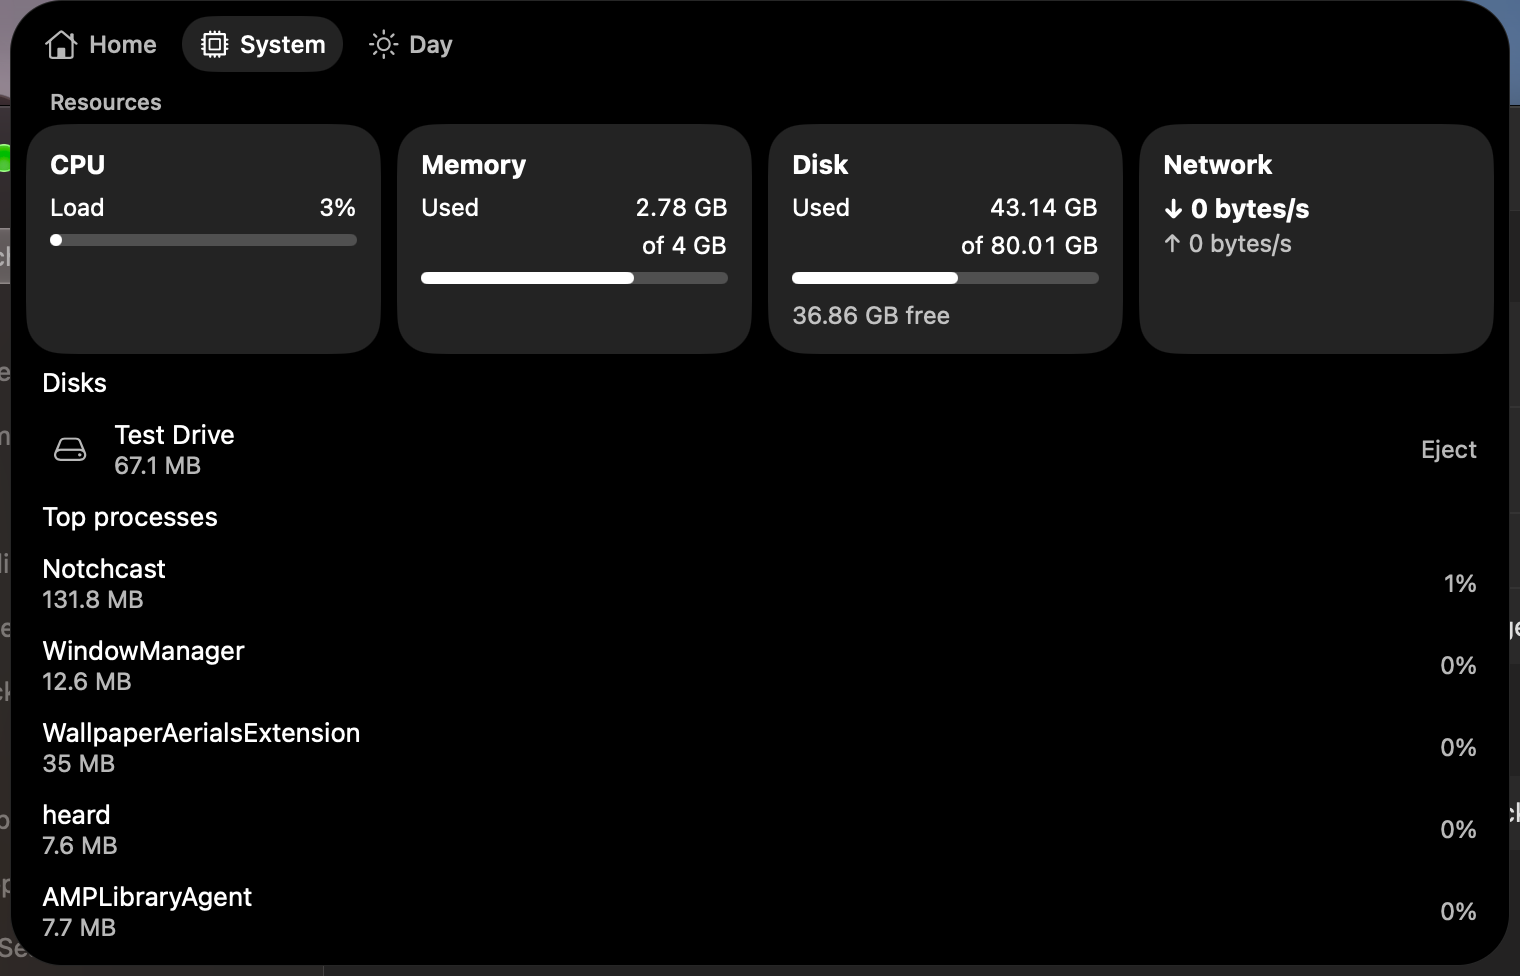 Home
System
Day
Resources
CPU
Load 3%
Memory
Used 2.78 GB
of 4 GB
Disk
Used 43.14 GB
of 80.01 GB
36.86 GB free
Network
↓ 0 bytes/s
↑ 0 bytes/s
Disks
Test Drive
67.1 MB
Eject
Top processes
Notchcast
131.8 MB
1%
WindowManager
12.6 MB
0%
WallpaperAerialsExtension
35 MB
0%
heard
7.6 MB
0%
AMPLibraryAgent
7.7 MB
0%